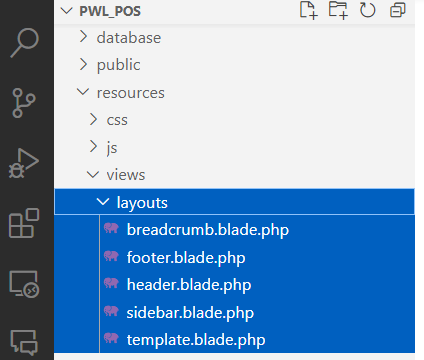 PWL_POS
database
public
resources
css
js
views
layouts
breadcrumb.blade.php
footer.blade.php
header.blade.php
sidebar.blade.php
template.blade.php